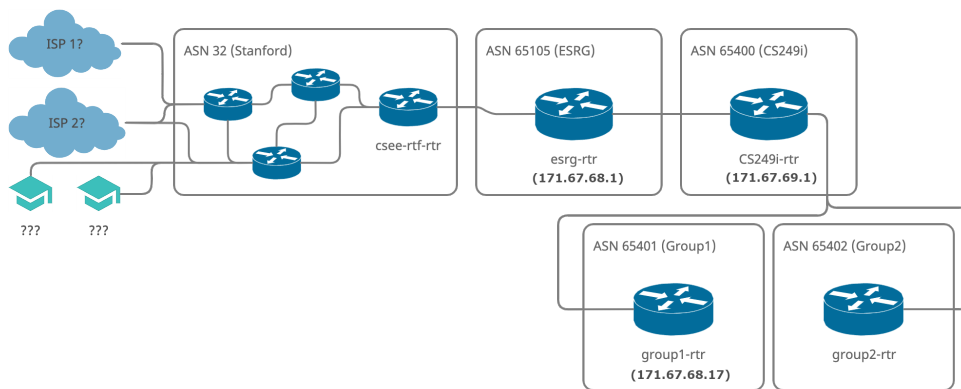 ISP 1?
ISP 2?
???
???
ASN 32 (Stanford)
csee-rtf-rtr
ASN 65105 (ESRG)
esrg-rtr
(171.67.68.1)
ASN 65400 (CS249i)
CS249i-rtr
(171.67.69.1)
ASN 65401 (Group1)
group1-rtr
(171.67.68.17)
ASN 65402 (Group2)
group2-rtr